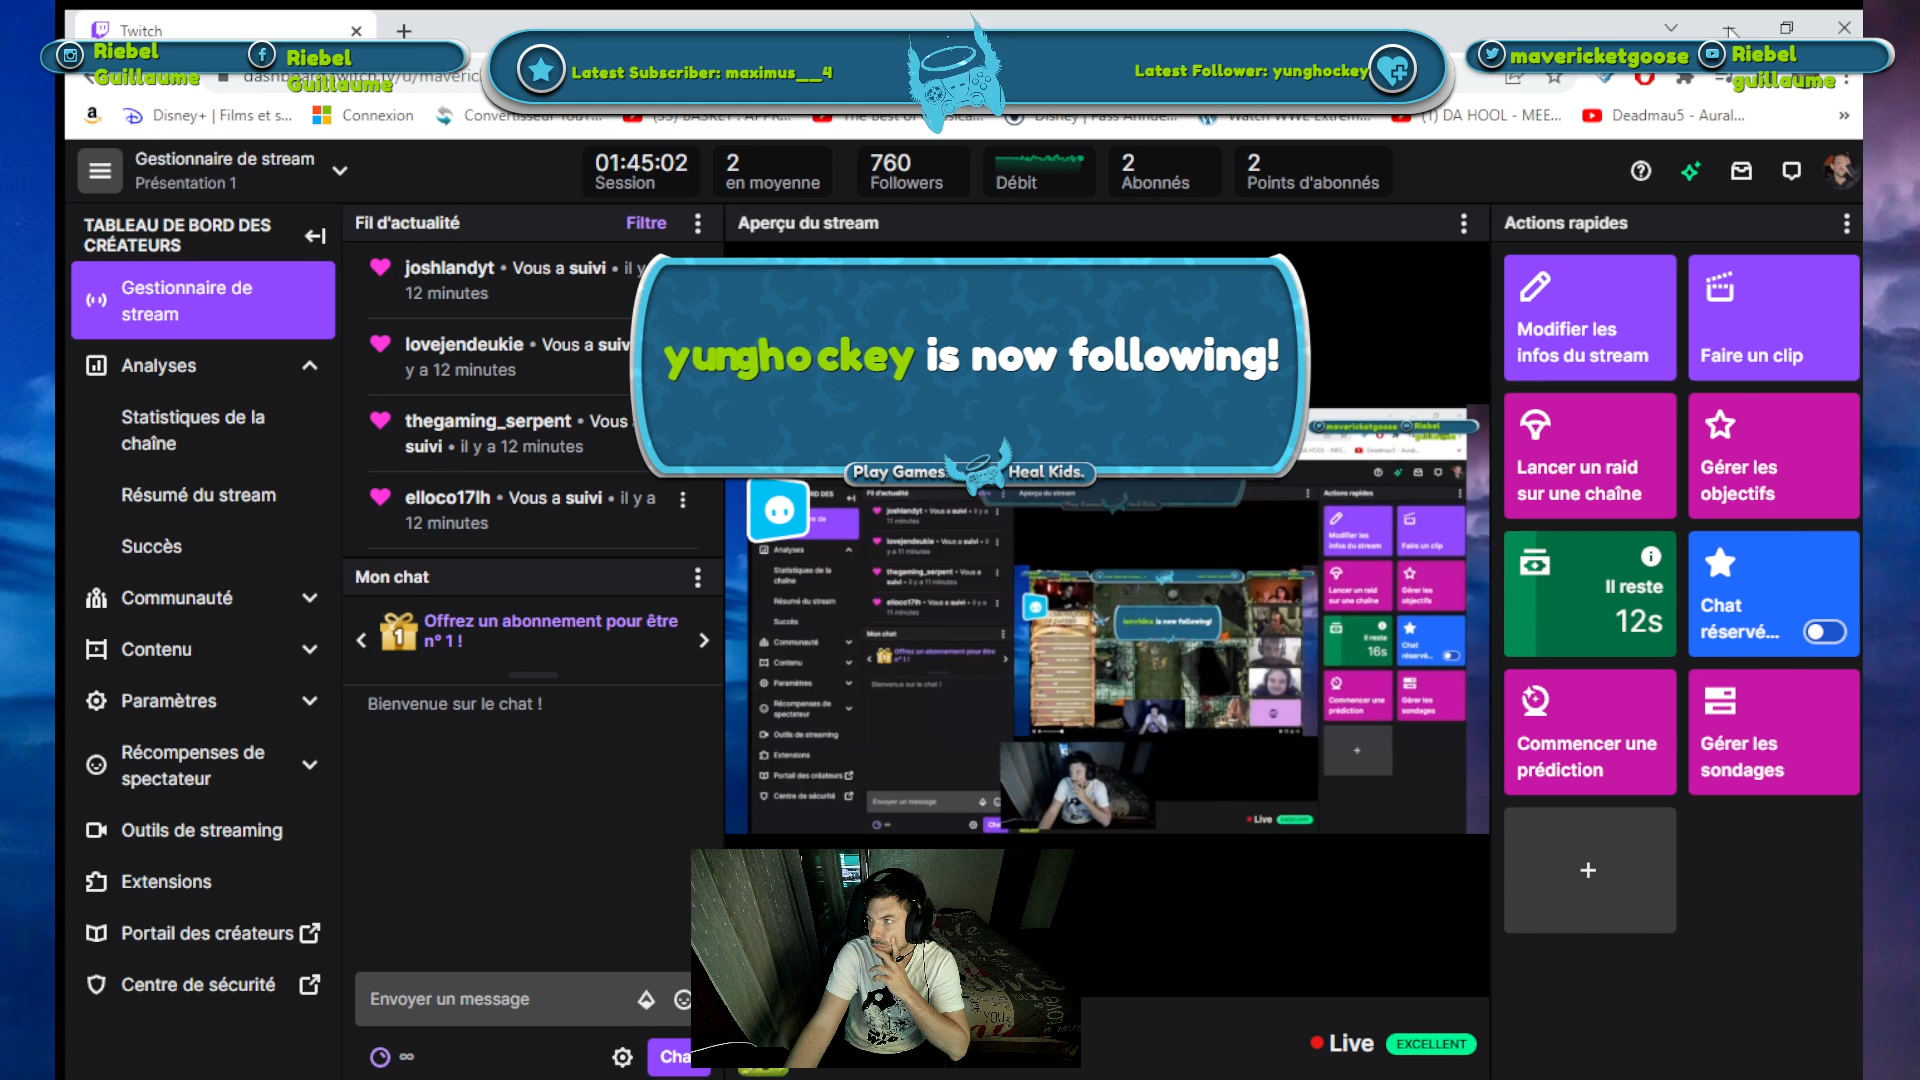 Twitch
Riebel
Guillaume
Riebel
Guillaume
Latest Subscriber: maximus__4
Latest Follower: yunghockey
mavericketgoose
Riebel
guillaume
Disney+ | Films et s...
Connexion
Convertisseur YouT...
(1) DA HOOL - MEE...
Deadmau5 - Aural...
Gestionnaire de stream
Présentation 1
01:45:02
Session
2
en moyenne
760
Followers
Débit
2
Abonnés
2
Points d'abonnés
TABLEAU DE BORD DES
CRÉATEURS
Gestionnaire de
stream
Analyses
Statistiques de la
chaîne
Résumé du stream
Succès
Communauté
Contenu
Paramètres
Récompenses de
spectateur
Outils de streaming
Extensions
Portail des créateurs
Centre de sécurité
Fil d'actualité
Filtre
joshlandyt • Vous a suivi • il y
12 minutes
lovejendeukie • Vous a suiv
y a 12 minutes
thegaming_serpent • Vous
suivi • il y a 12 minutes
elloco17lh • Vous a suivi • il y a
12 minutes
Mon chat
Offrez un abonnement pour être
n° 1 !
Bienvenue sur le chat !
Envoyer un message
Cha
Aperçu du stream
yunghockey is now following!
Play Games. Heal Kids.
Live
EXCELLENT
Actions rapides
Modifier les
infos du stream
Faire un clip
Lancer un raid
sur une chaîne
Gérer les
objectifs
Il reste
12s
Chat
réservé...
Commencer une
prédiction
Gérer les
sondages